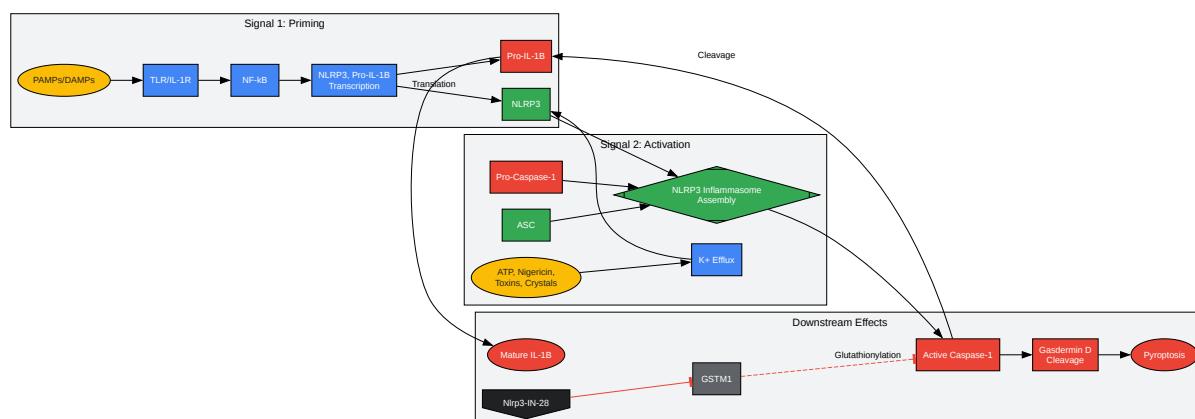 Signal 1: Priming
PAMPs/DAMPs
TLR/IL-1R
NF-kB
NLRP3, Pro-IL-1B
Transcription
Translation
Pro-IL-1B
NLRP3
Cleavage
Signal 2: Activation
Pro-Caspase-1
ASC
ATP, Nigericin,
Toxins, Crystals
K+ Efflux
NLRP3 Inflammasome
Assembly
Downstream Effects
Mature IL-1B
Nlrp3-IN-28
GSTM1
Glutathionylation
Active Caspase-1
Gasdermin D
Cleavage
Pyroptosis